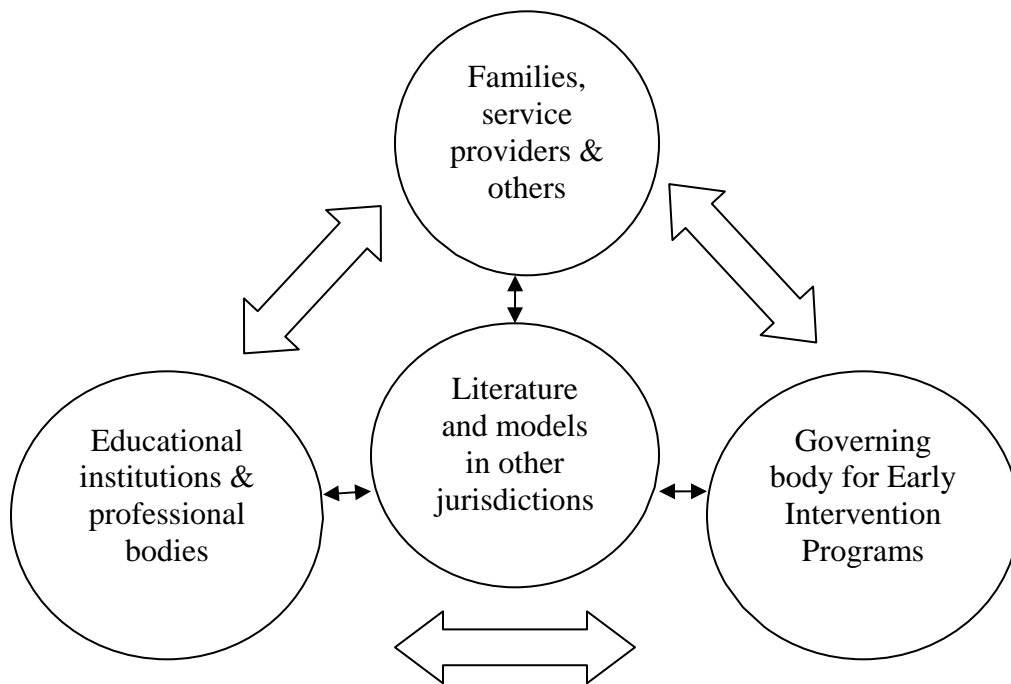 Families,
service
providers &
others
Literature
and models
in other
jurisdictions
Educational
institutions &
professional
bodies
Governing
body for Early
Intervention
Programs